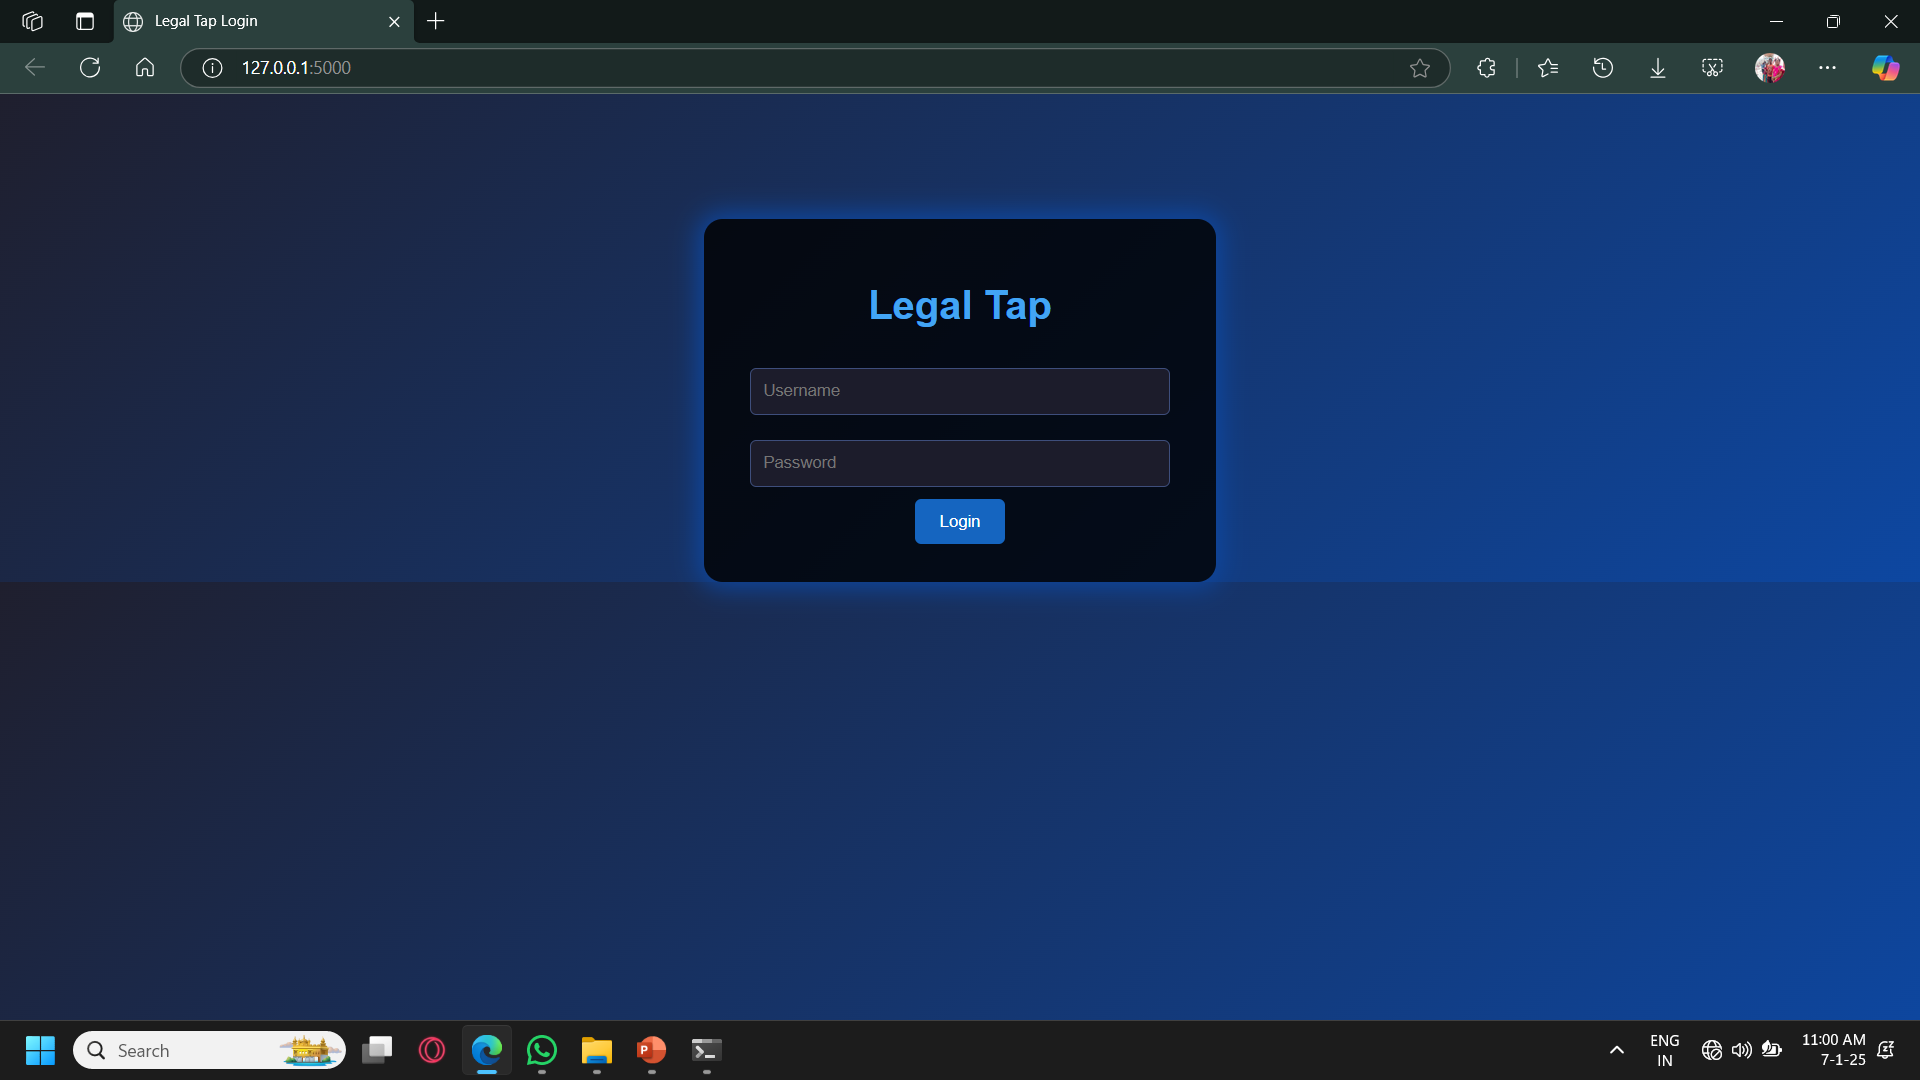 Legal Tap Login
127.0.0.1:5000
Legal Tap
Username
Password
Login
Search
P
ENG
IN
11:00 AM
7-1-25